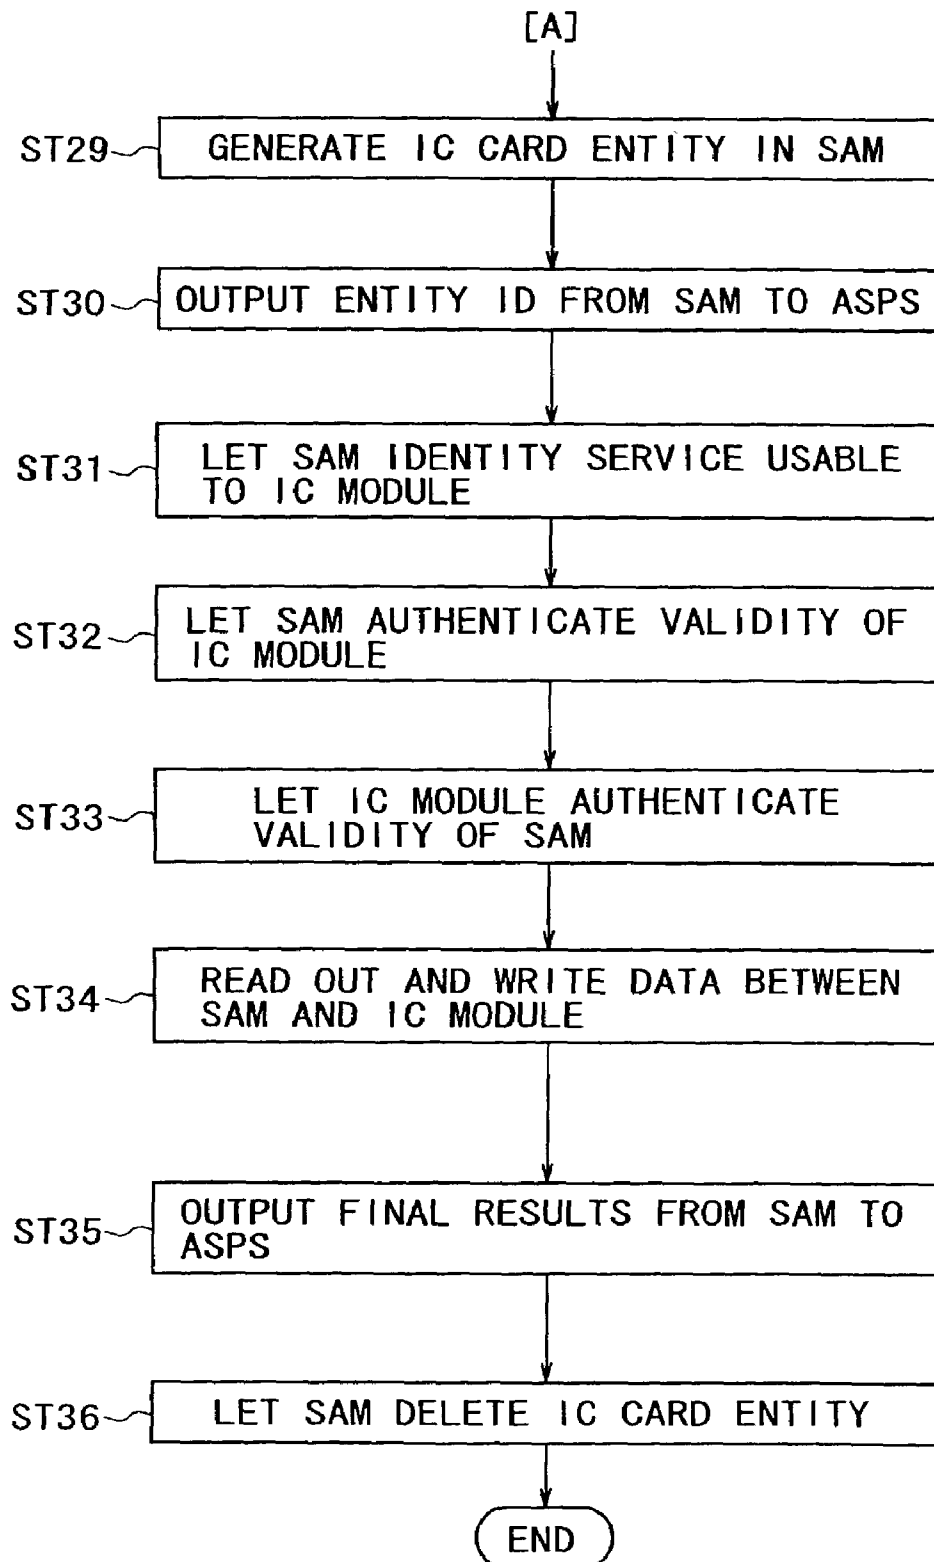 [A]
ST29
GENERATE IC CARD ENTITY IN SAM
ST30
OUTPUT ENTITY ID FROM SAM TO ASPS
ST31
LET SAM IDENTITY SERVICE USABLE
TO IC MODULE
ST32
LET SAM AUTHENTICATE VALIDITY OF
IC MODULE
ST33
LET IC MODULE AUTHENTICATE
VALIDITY OF SAM
ST34
READ OUT AND WRITE DATA BETWEEN
SAM AND IC MODULE
ST35
OUTPUT FINAL RESULTS FROM SAM TO
ASPS
ST36
LET SAM DELETE IC CARD ENTITY
END